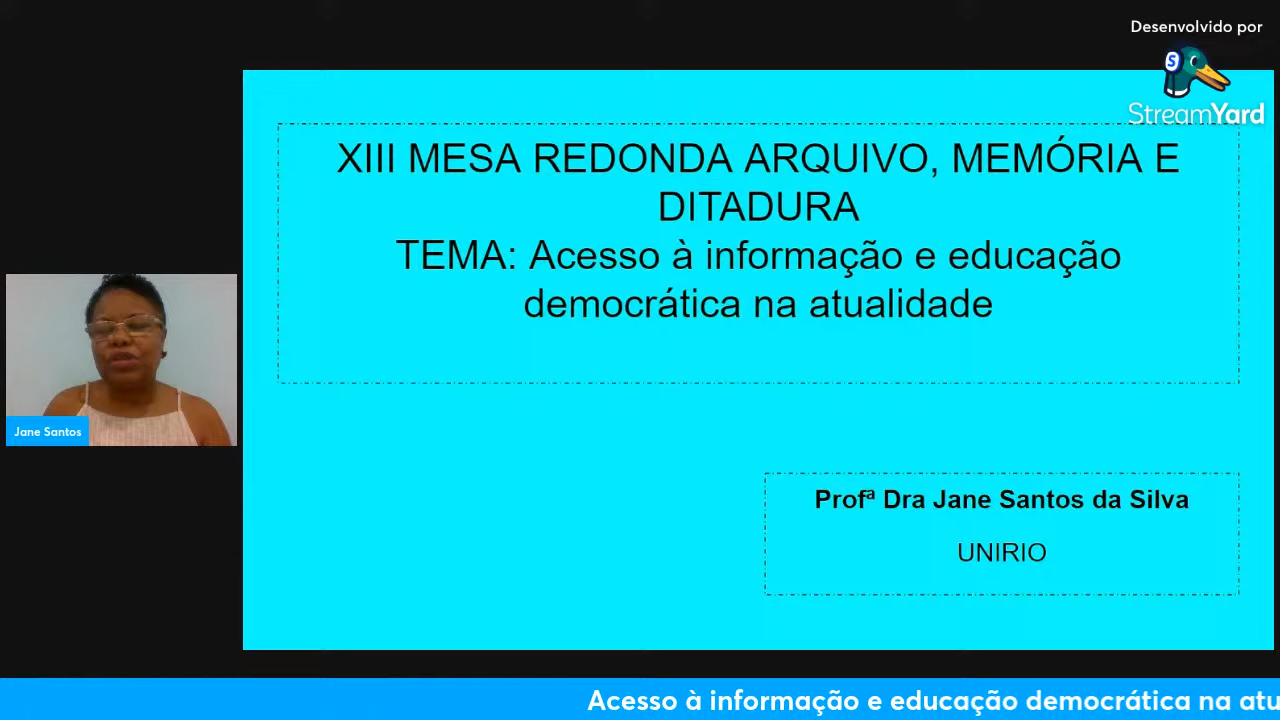 Desenvolvido por
StreamYard
XIII MESA REDONDA ARQUIVO, MEMÓRIA E
DITADURA
TEMA: Acesso à informação e educação
democrática na atualidade
Jane Santos
Profª Dra Jane Santos da Silva
UNIRIO
Acesso à informação e educação democrática na atu